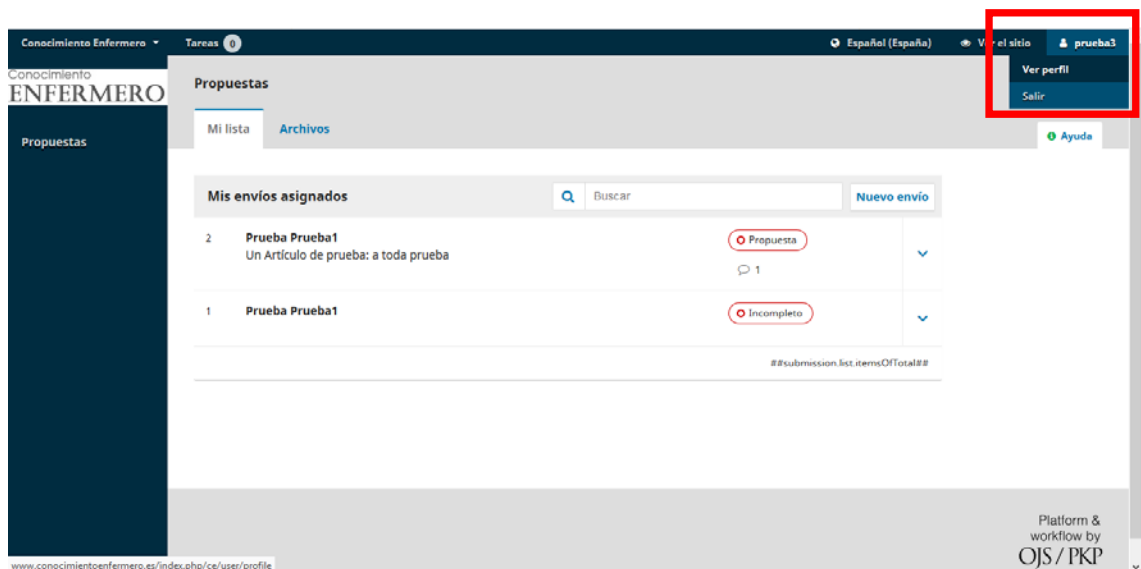 Conocimiento Enfermero Tareas 0 Español (España) Ver el sitio prueba3
Ver perfil
Salir
Conocimiento
ENFERMERO
Propuestas
Propuestas
Mi lista Archivos
Ayuda
Mis envíos asignados Buscar Nuevo envío
2 Prueba Prueba1 Propuesta
Un Artículo de prueba: a toda prueba
1
1 Prueba Prueba1 Incompleto
##submission.list.itemsOfTotal##
Platform &
workflow by
OJS / PKP
www.conocimientoenfermero.es/index.php/ce/user/profile